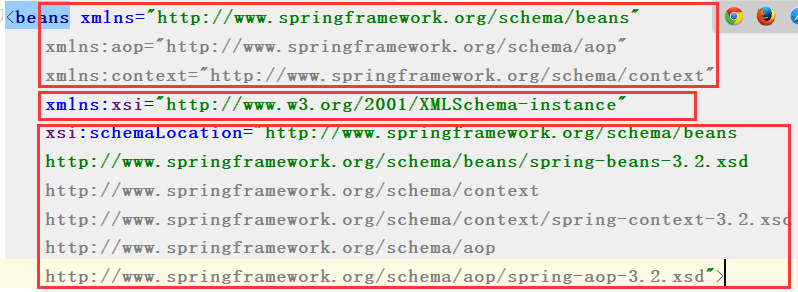 <beans xmlns="http://www.springframework.org/schema/beans"
xmlns:aop="http://www.springframework.org/schema/aop"
xmlns:context="http://www.springframework.org/schema/context"
xmlns:xsi="http://www.w3.org/2001/XMLSchema-instance"
xsi:schemaLocation="http://www.springframework.org/schema/beans
http://www.springframework.org/schema/beans/spring-beans-3.2.xsd
http://www.springframework.org/schema/context
http://www.springframework.org/schema/context/spring-context-3.2.xsd
http://www.springframework.org/schema/aop
http://www.springframework.org/schema/aop/spring-aop-3.2.xsd">